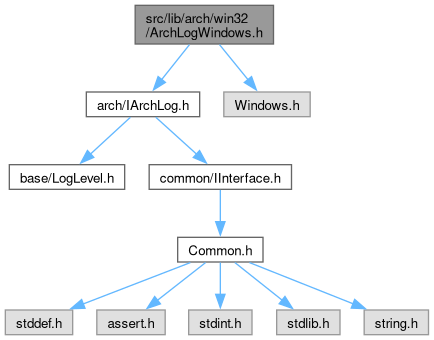 src/lib/arch/win32
/ArchLogWindows.h
arch/IArchLog.h
Windows.h
base/LogLevel.h
common/IInterface.h
Common.h
stddef.h
assert.h
stdint.h
stdlib.h
string.h